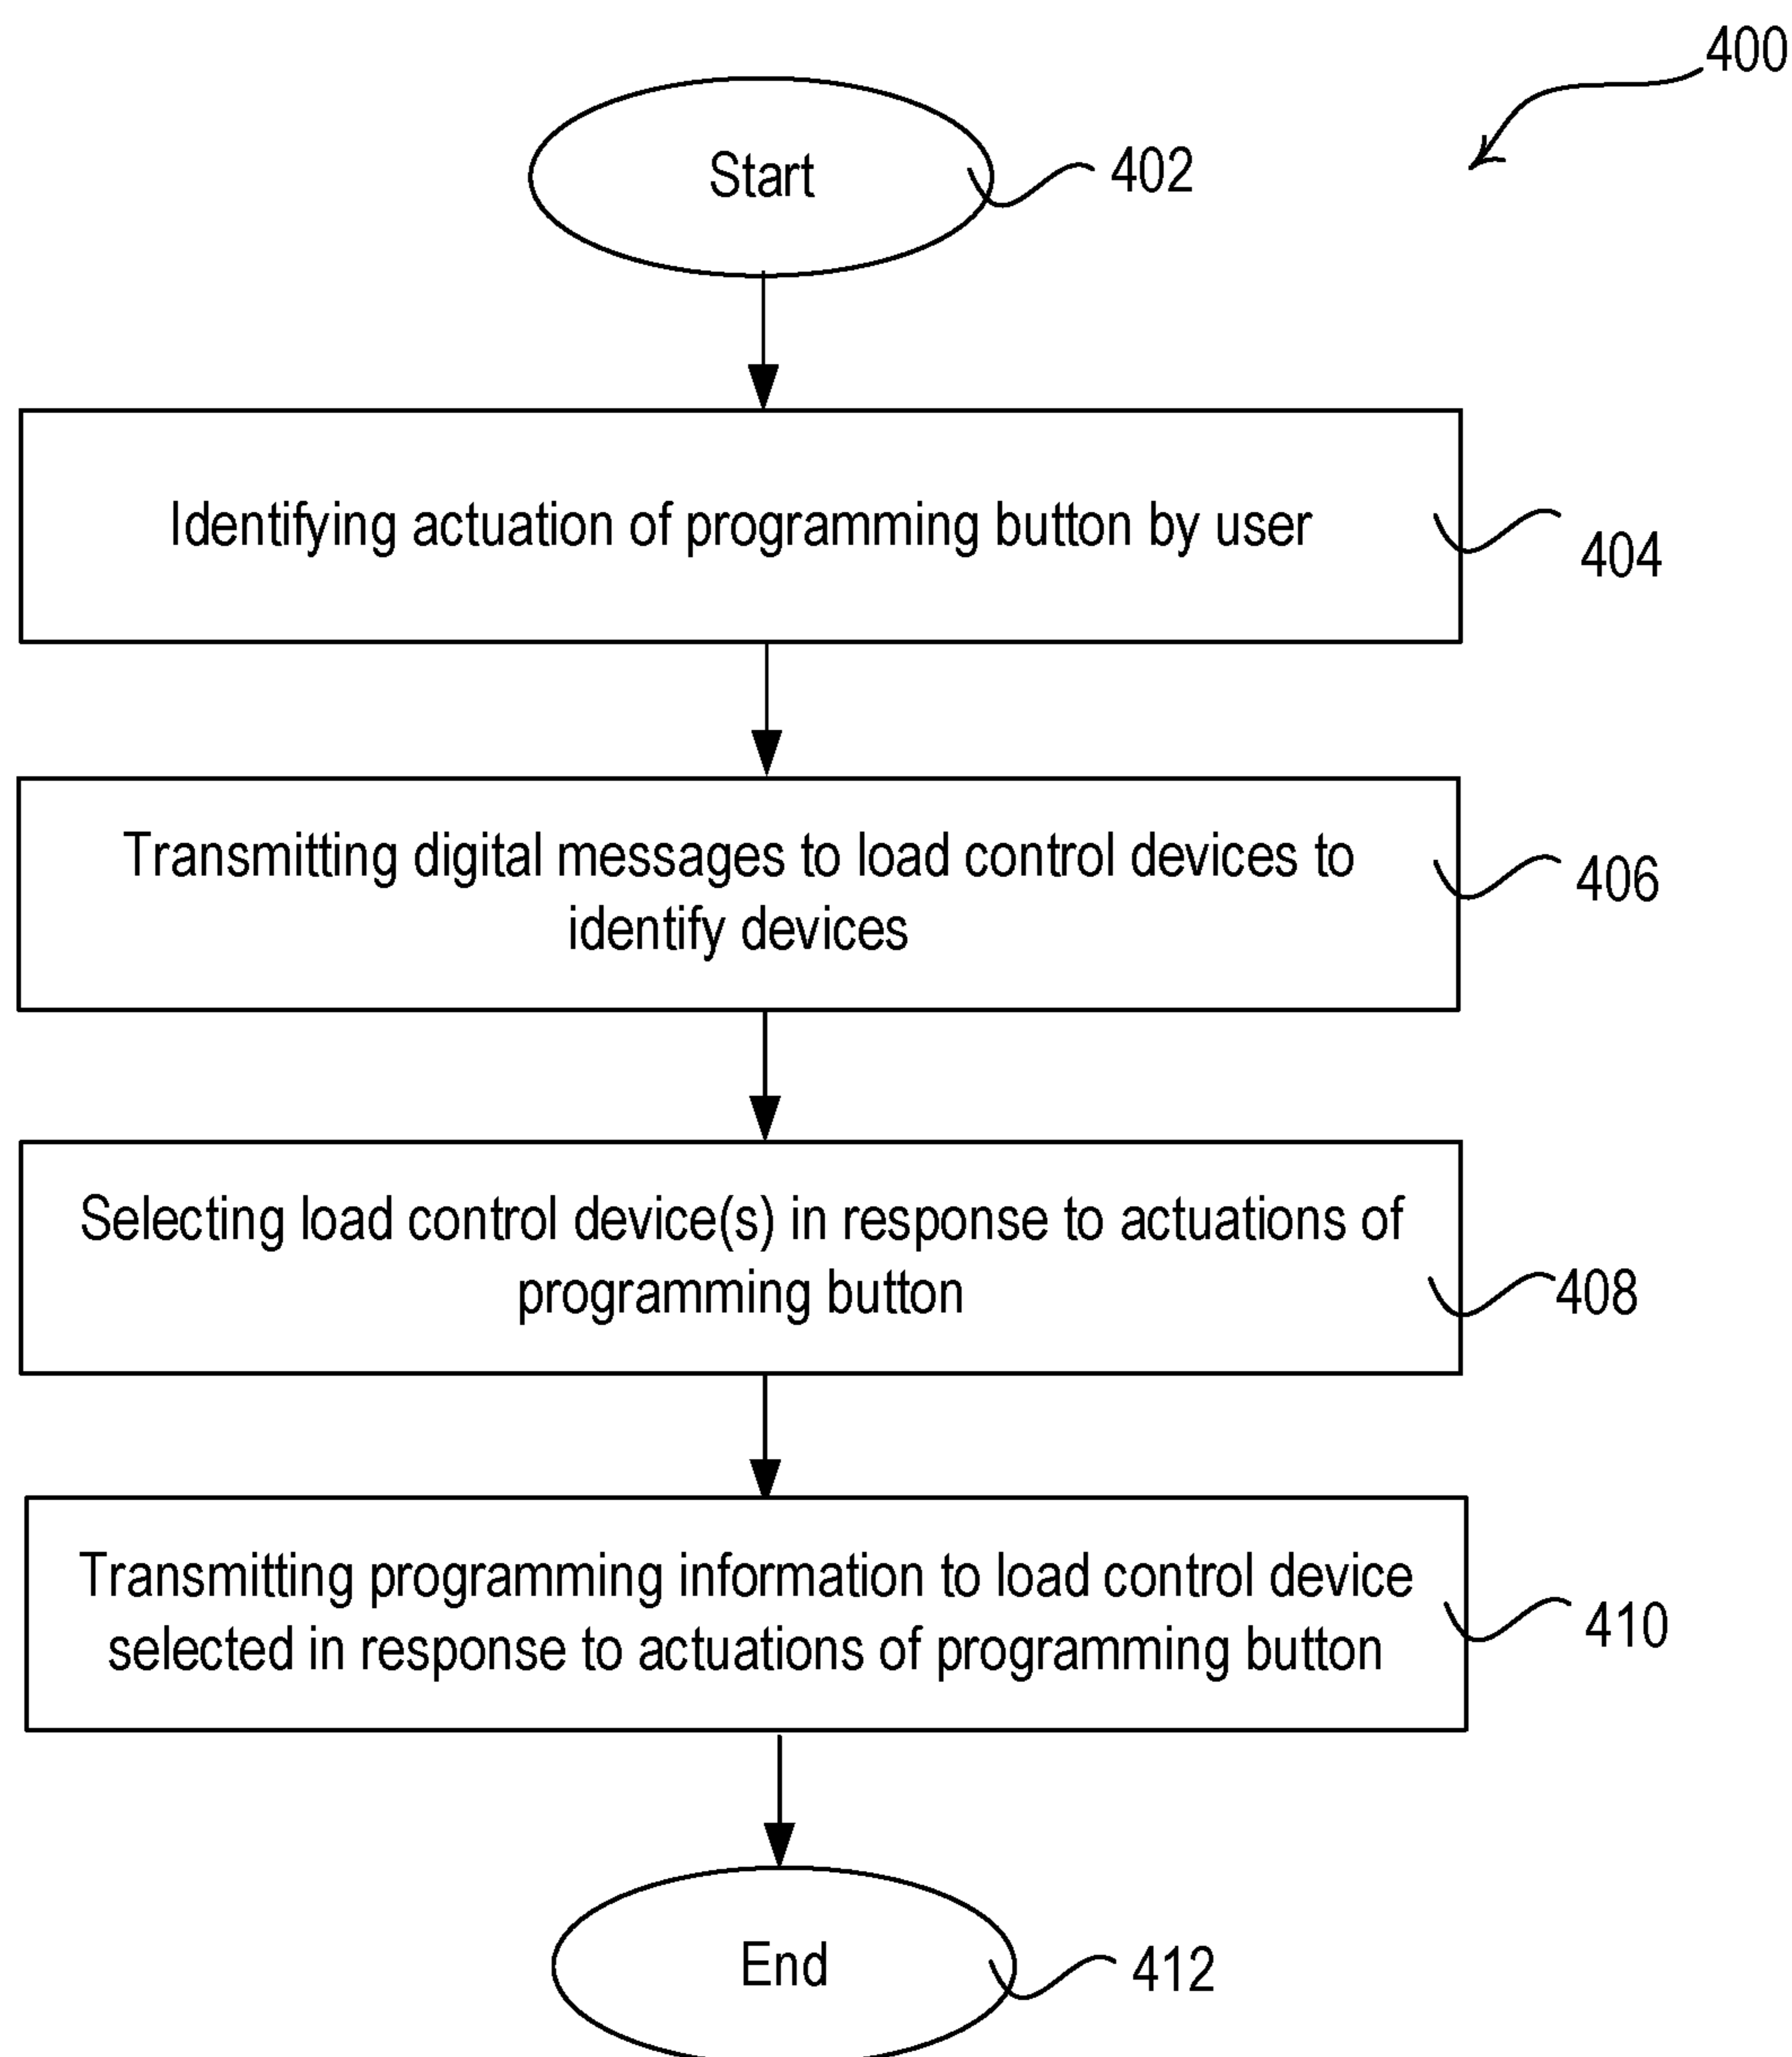 400
Start
402
Identifying actuation of programming button by user
404
Transmitting digital messages to load control devices to
identify devices
406
Selecting load control device(s) in response to actuations of
programming button
408
Transmitting programming information to load control device
selected in response to actuations of programming button
410
End
412